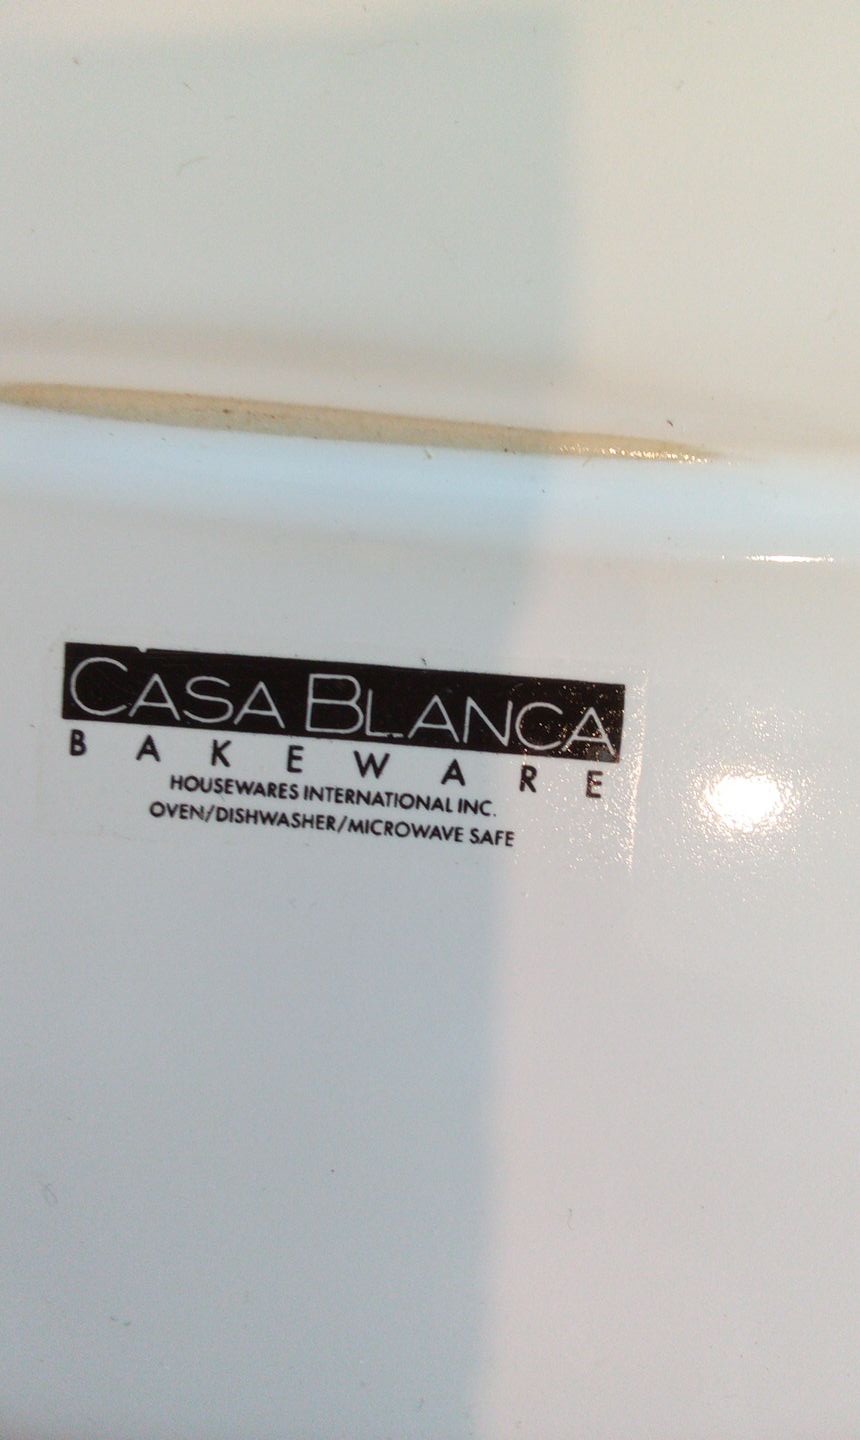 CASA BLANCA
BAKEWARE
HOUSEWARES INTERNATIONAL INC.
OVEN/DISHWASHER/MICROWAVE SAFE